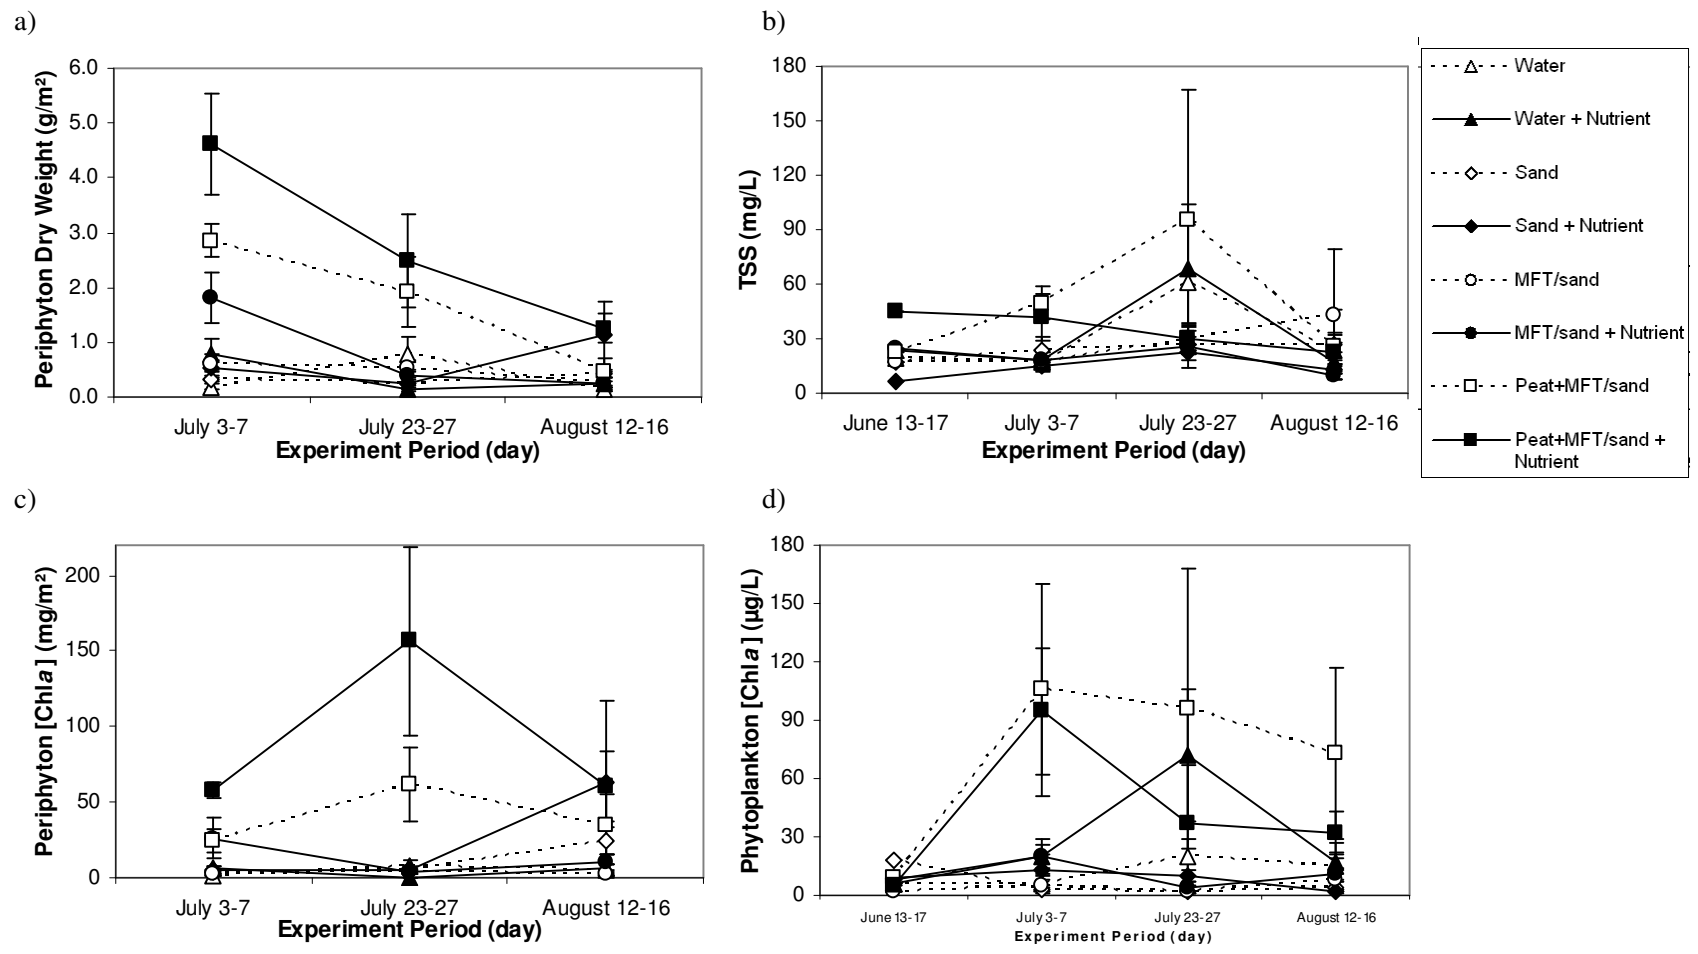 a)
6.0
5.0
4.0
3.0
2.0
1.0
0.0
Periphyton Dry Weight (g/m²)
July 3-7
July 23-27
August 12-16
Experiment Period (day)
b)
180
150
120
90
60
30
0
TSS (mg/L)
June 13-17
July 3-7
July 23-27
August 12-16
Experiment Period (day)
Water
Water + Nutrient
Sand
Sand + Nutrient
MFT/sand
MFT/sand + Nutrient
Peat+MFT/sand
Peat+MFT/sand +
Nutrient
c)
200
150
100
50
0
Periphyton [Chla] (mg/m²)
July 3-7
July 23-27
August 12-16
Experiment Period (day)
d)
180
150
120
90
60
30
0
Phytoplankton [Chla] (µg/L)
June 13-17
July 3-7
July 23-27
August 12-16
Experiment Period (day)